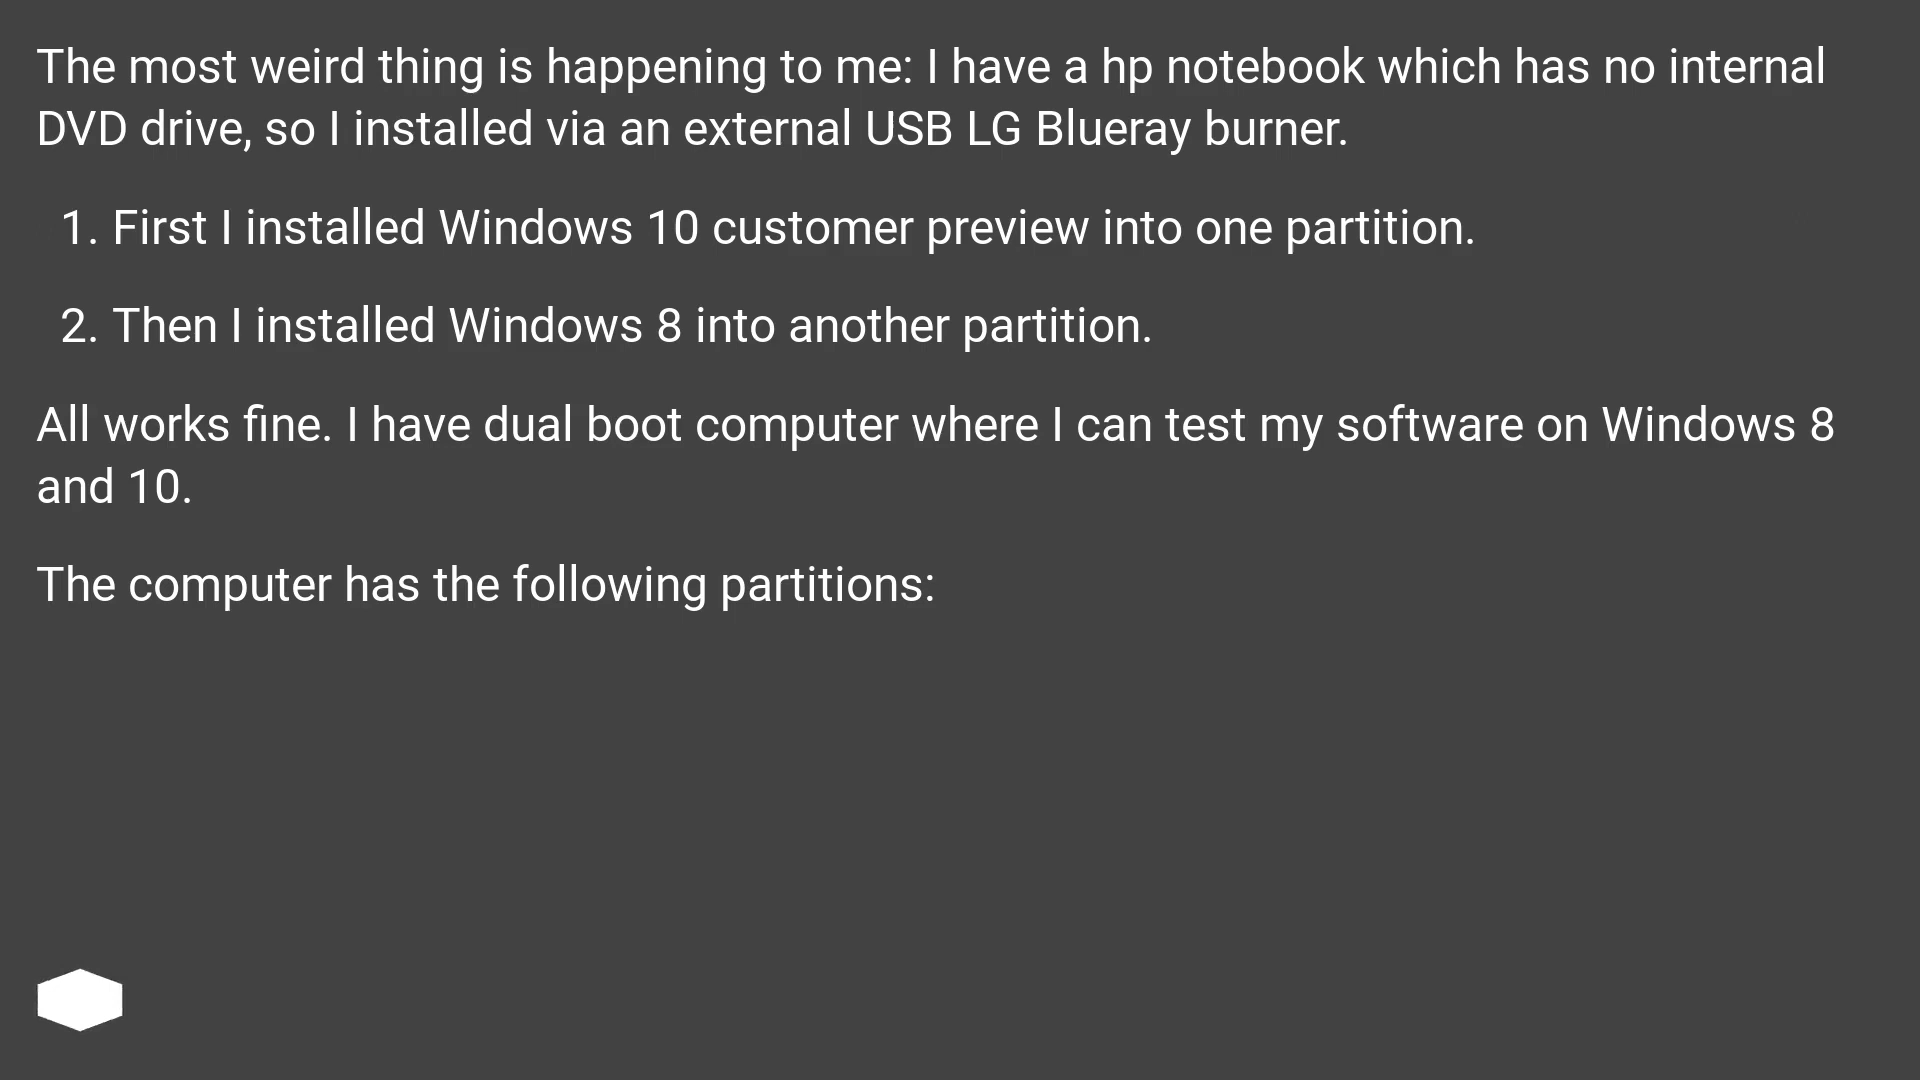 The most weird thing is happening to me: I have a hp notebook which has no internal
DVD drive, so I installed via an external USB LG Blueray burner.
1. First I installed Windows 10 customer preview into one partition.
2. Then I installed Windows 8 into another partition.
All works fine. I have dual boot computer where I can test my software on Windows 8
and 10.
The computer has the following partitions: